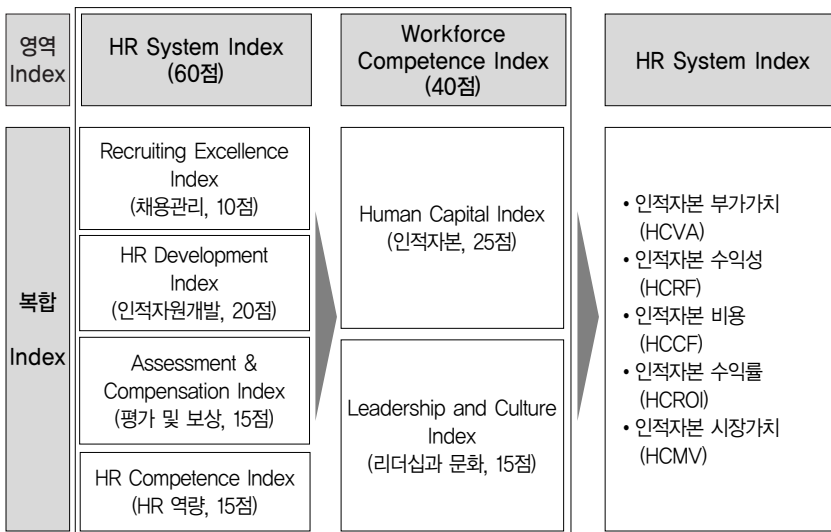 영역
Index
HR System Index
(60점)
Workforce
Competence Index
(40점)
HR System Index
복합
Index
Recruiting Excellence
Index
(채용관리, 10점)
HR Development
Index
(인적자원개발, 20점)
Assessment &
Compensation Index
(평가 및 보상, 15점)
HR Competence Index
(HR 역량, 15점)
Human Capital Index
(인적자본, 25점)
Leadership and Culture
Index
(리더십과 문화, 15점)
• 인적자본 부가가치
(HCVA)
• 인적자본 수익성
(HCRF)
• 인적자본 비용
(HCCF)
• 인적자본 수익률
(HCROI)
• 인적자본 시장가치
(HCMV)